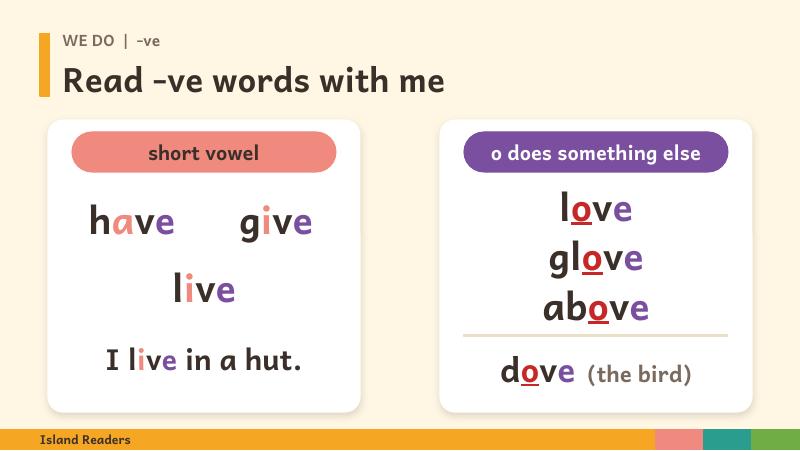 WE DO | -ve
Read -ve words with me
short vowel
have give
live
I live in a hut.
o does something else
love
glove
above
dove (the bird)
Island Readers